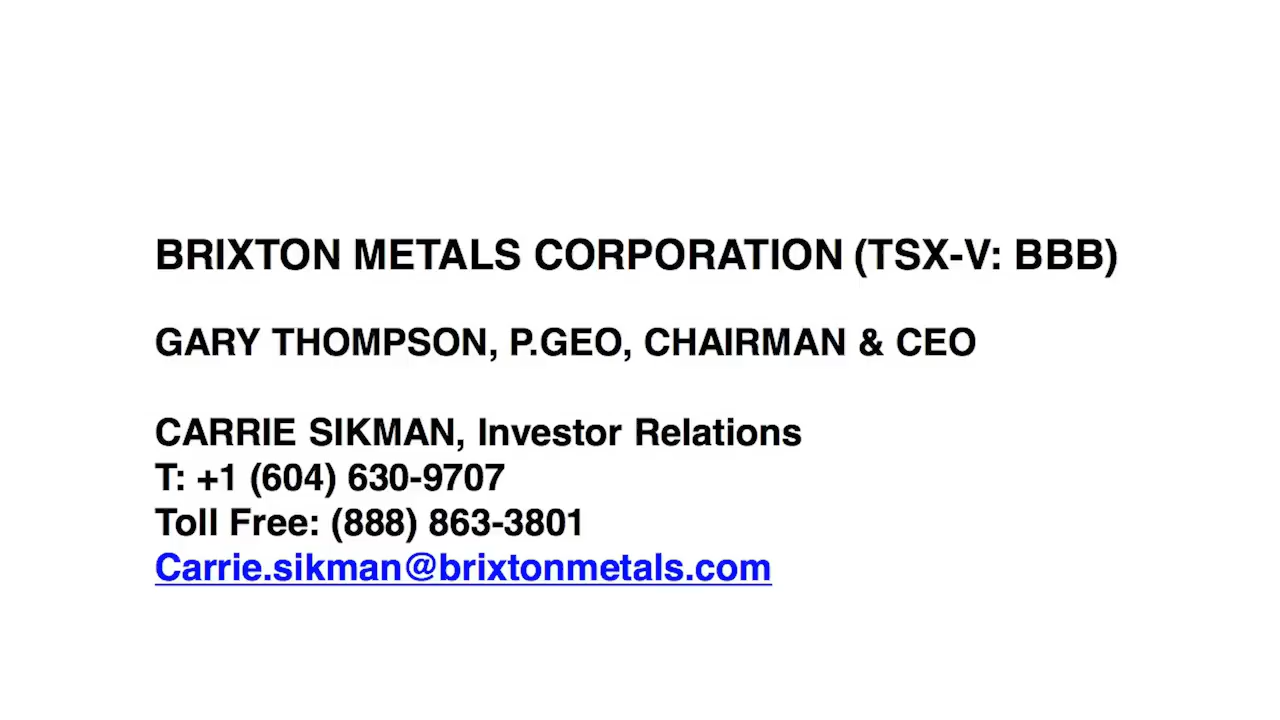 BRIXTON METALS CORPORATION (TSX-V: BBB)
GARY THOMPSON, P.GEO, CHAIRMAN & CEO
CARRIE SIKMAN, Investor Relations
T: +1 (604) 630-9707
Toll Free: (888) 863-3801
Carrie.sikman@brixtonmetals.com